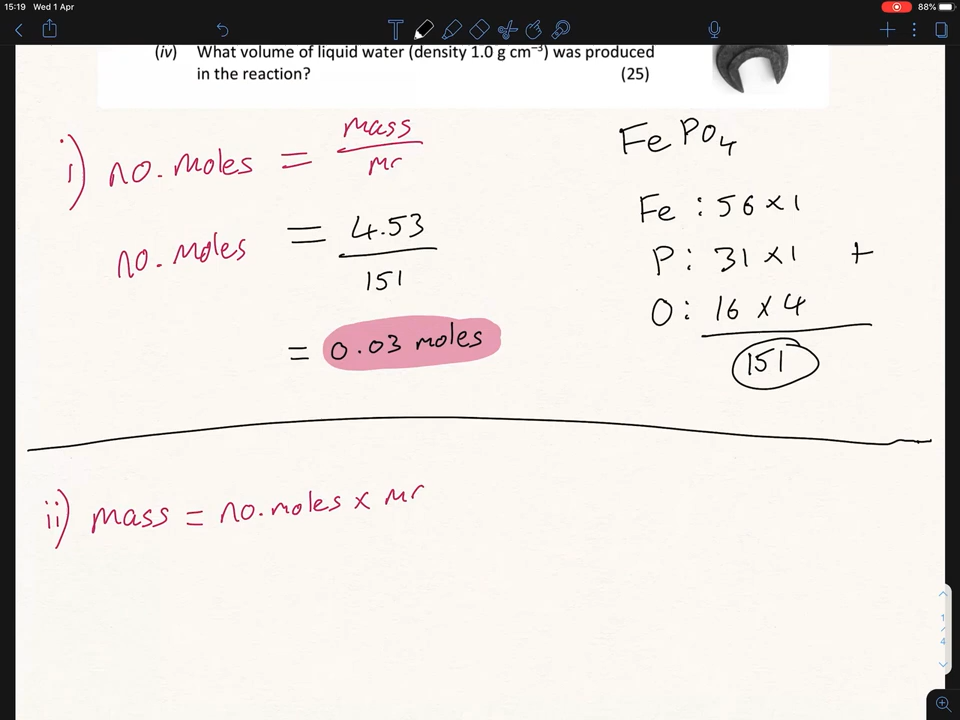 15:19 Wed 1 Apr
88%
T
(iv) What volume of liquid water (density 1.0 g cm⁻³) was produced
in the reaction? (25)
i) no. moles = mass / mr
no. moles = 4.53 / 151
= 0.03 moles
FePO₄
Fe : 56 × 1
P : 31 × 1 +
O : 16 × 4
151
ii) mass = no. moles × mr
1 / 4